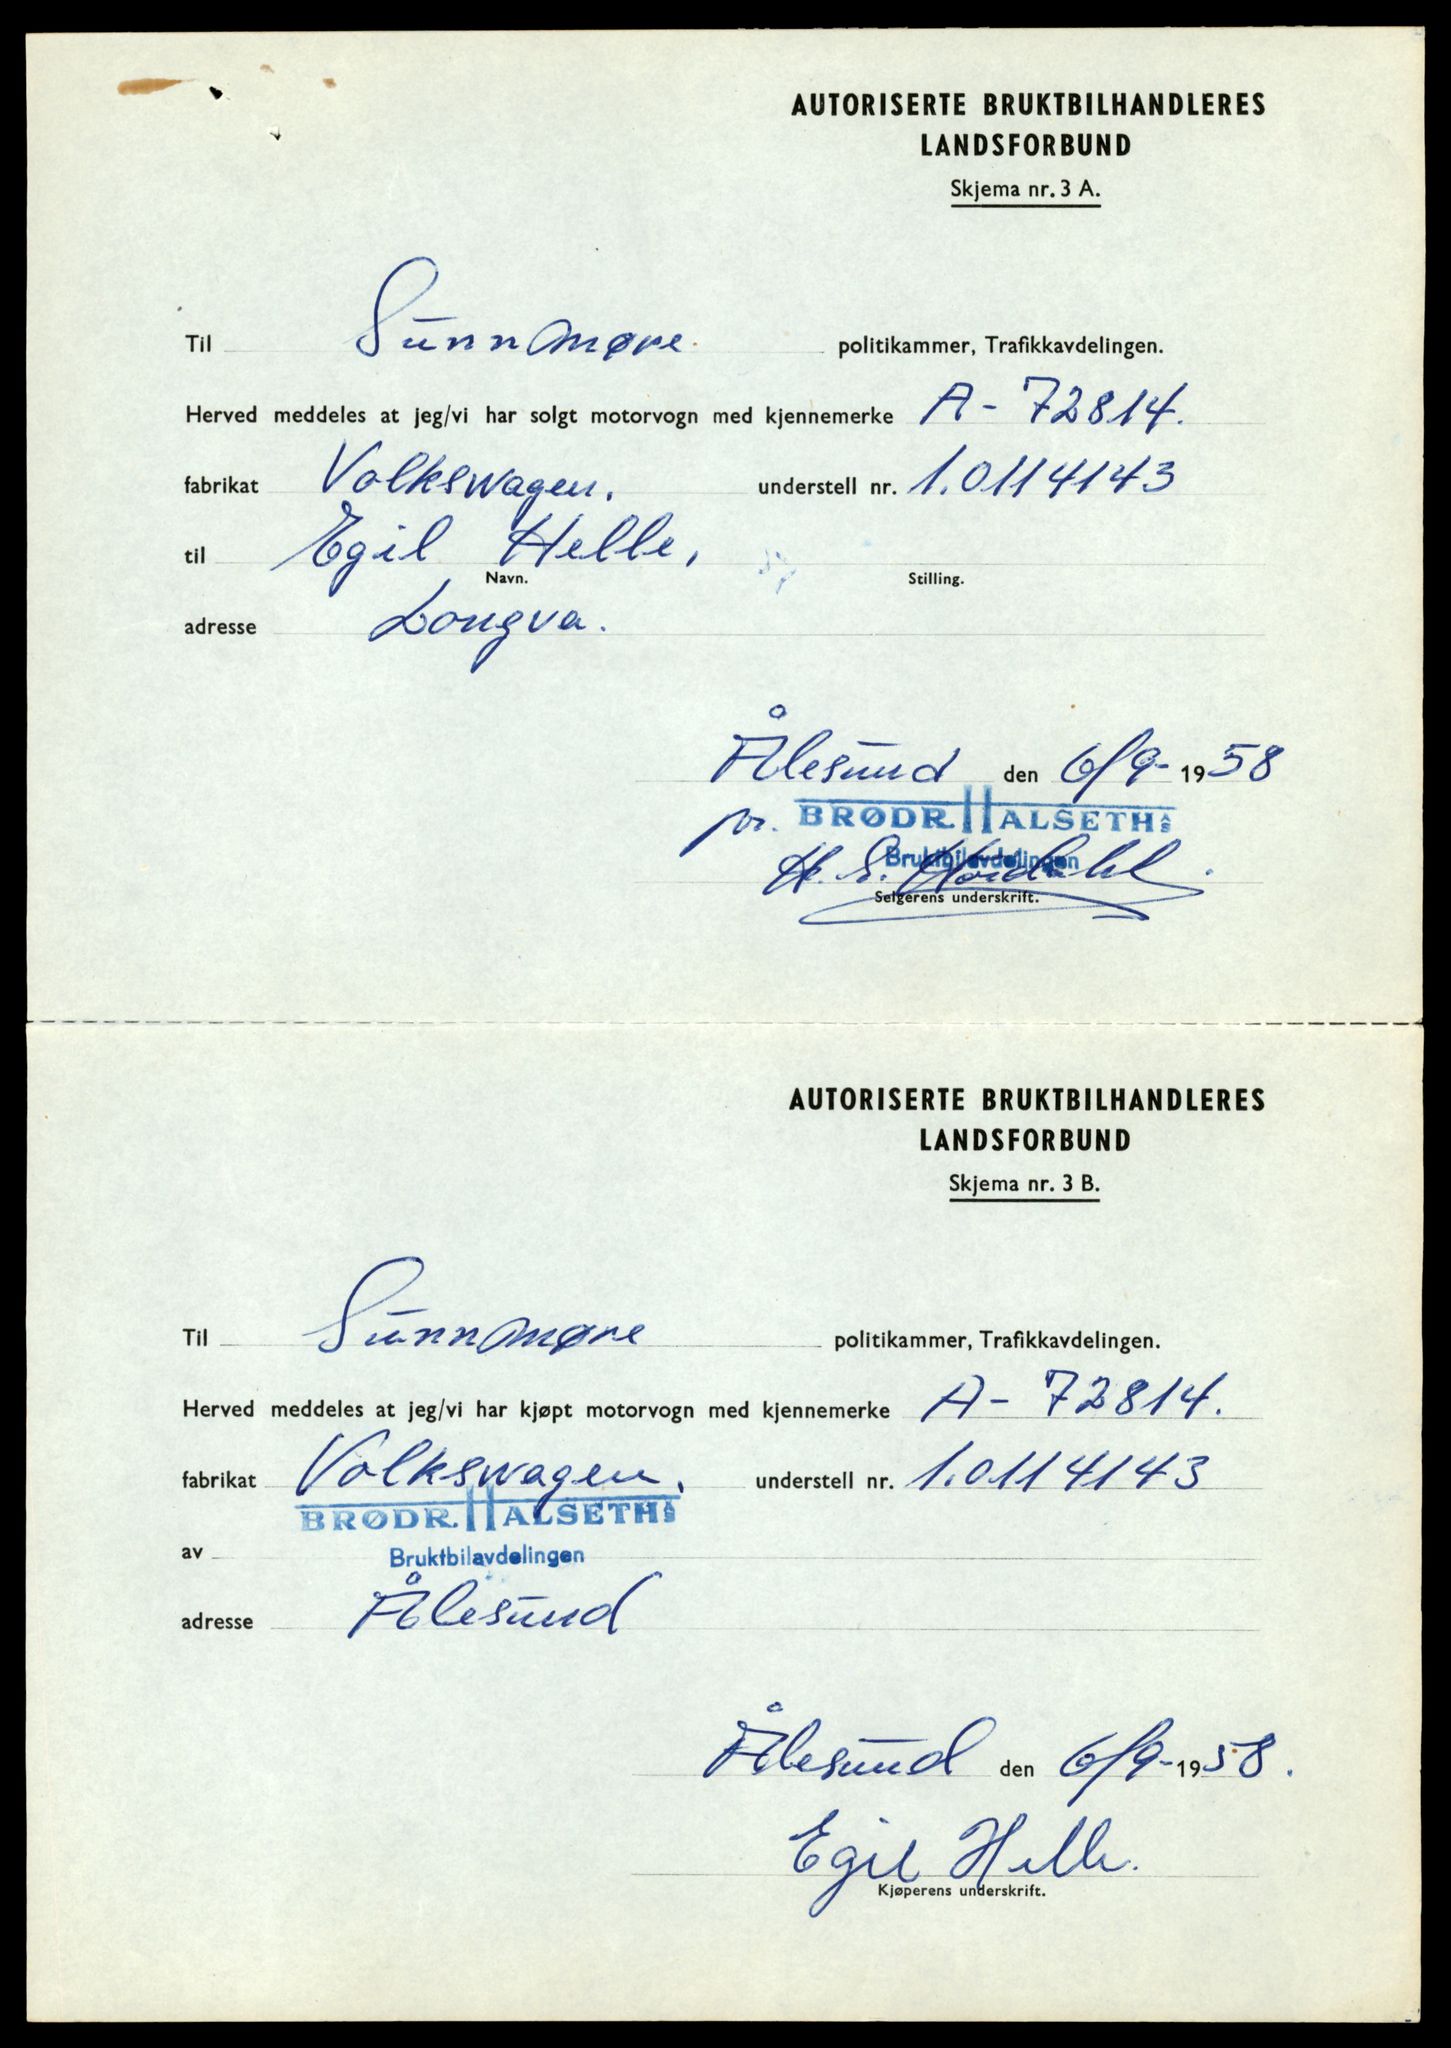 AUTORISERTE BRUKTBILHANDLERES
LANDSFORBUND
Skjema nr. 3 A.
Til Sunnmøre politikammer, Trafikkavdelingen.
Herved meddeles at jeg/vi har solgt motorvogn med kjennemerke A-72814.
fabrikat Volkswagen. understell nr. 1.0114143
til Egil Helle,
Navn. Stilling.
adresse Longva.
Ålesund den 6/9-1958
pr. BRØDR. HALSETH A/S
Bruktbilavdelingen
H. E.
Selgerens underskrift.
AUTORISERTE BRUKTBILHANDLERES
LANDSFORBUND
Skjema nr. 3 B.
Til Sunnmøre politikammer, Trafikkavdelingen.
Herved meddeles at jeg/vi har kjøpt motorvogn med kjennemerke A-72814.
fabrikat Volkswagen. understell nr. 1.0114143
BRØDR. HALSETH A/S
av Bruktbilavdelingen
adresse Ålesund
Ålesund den 6/9-1958.
Egil Helle.
Kjøperens underskrift.